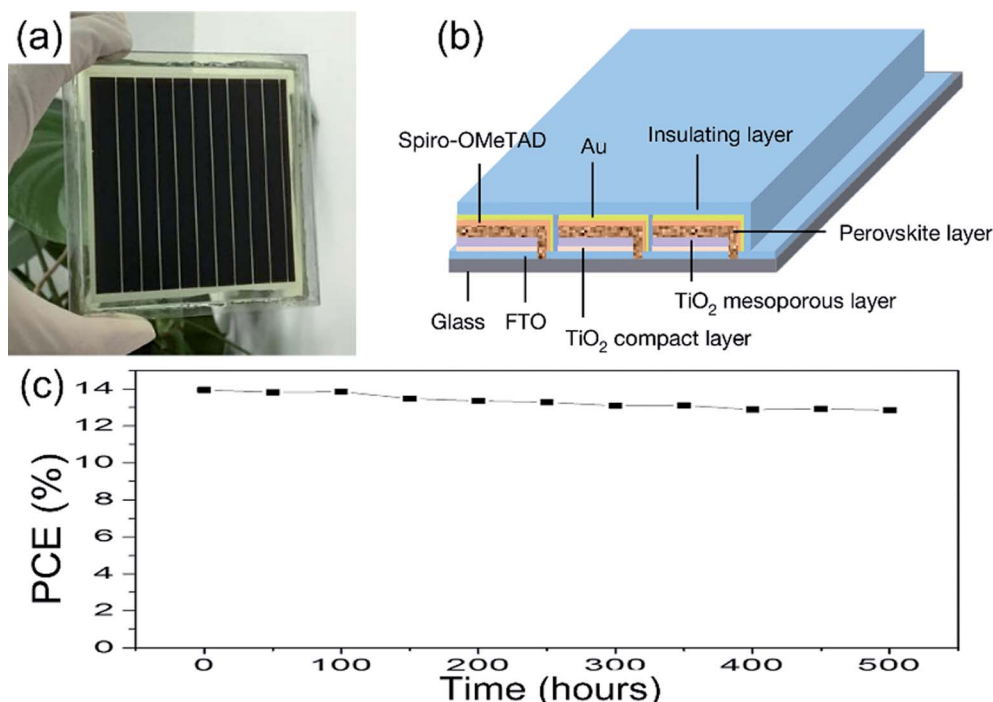 (a)
(b)
Spiro-OMeTAD
Au
Insulating layer
Perovskite layer
TiO₂ mesoporous layer
Glass
FTO
TiO₂ compact layer
(c)
14
12
10
8
6
4
2
0
PCE (%)
0 100 200 300 400 500
Time (hours)